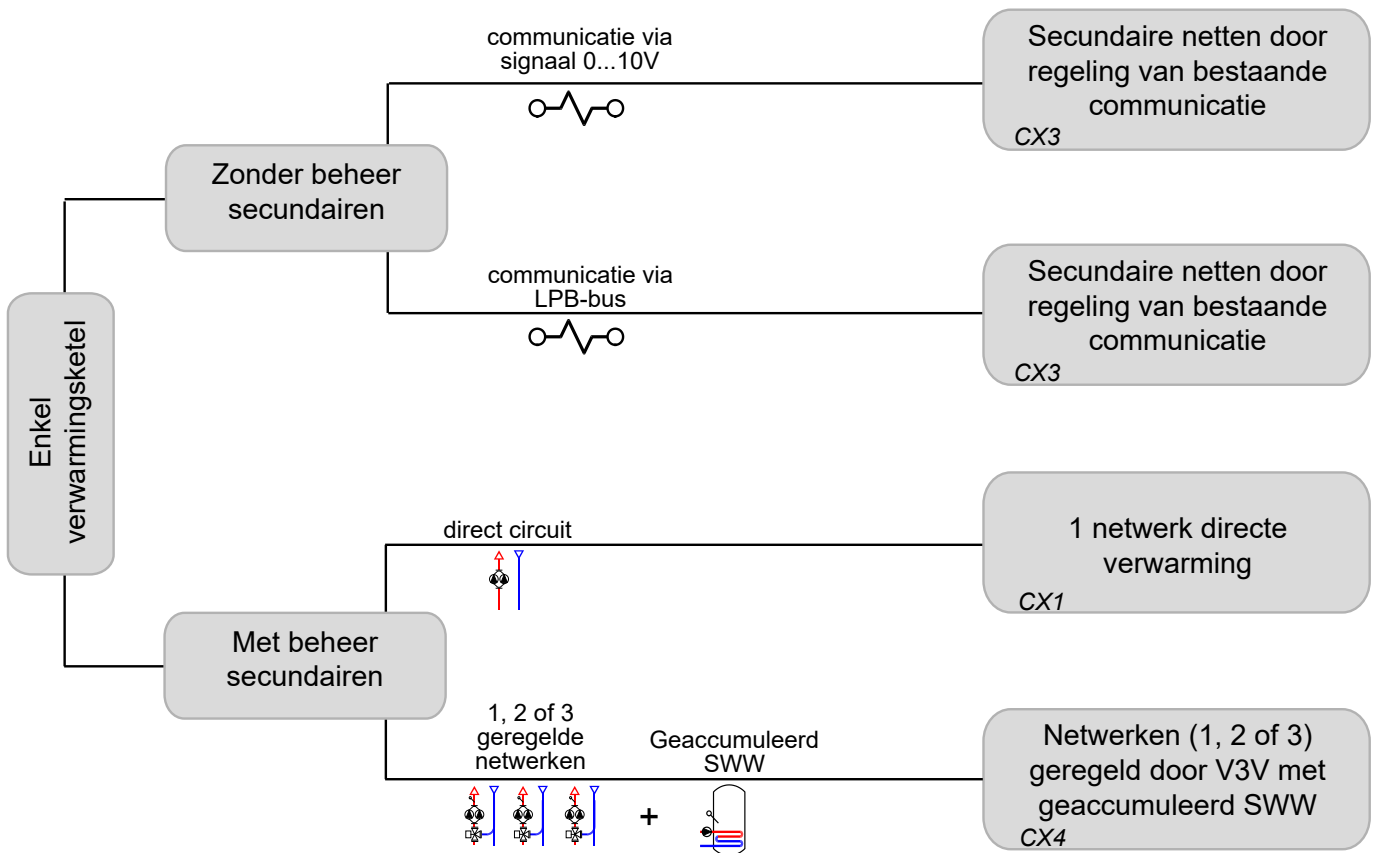 Enkel
verwarmingsketel
Zonder beheer
secundairen
communicatie via
signaal 0...10V
Secundaire netten door
regeling van bestaande
communicatie
CX3
communicatie via
LPB-bus
Secundaire netten door
regeling van bestaande
communicatie
CX3
Met beheer
secundairen
direct circuit
1 netwerk directe
verwarming
CX1
1, 2 of 3
geregelde
netwerken
+
Geaccumuleerd
SWW
Netwerken (1, 2 of 3)
geregeld door V3V met
geaccumuleerd SWW
CX4